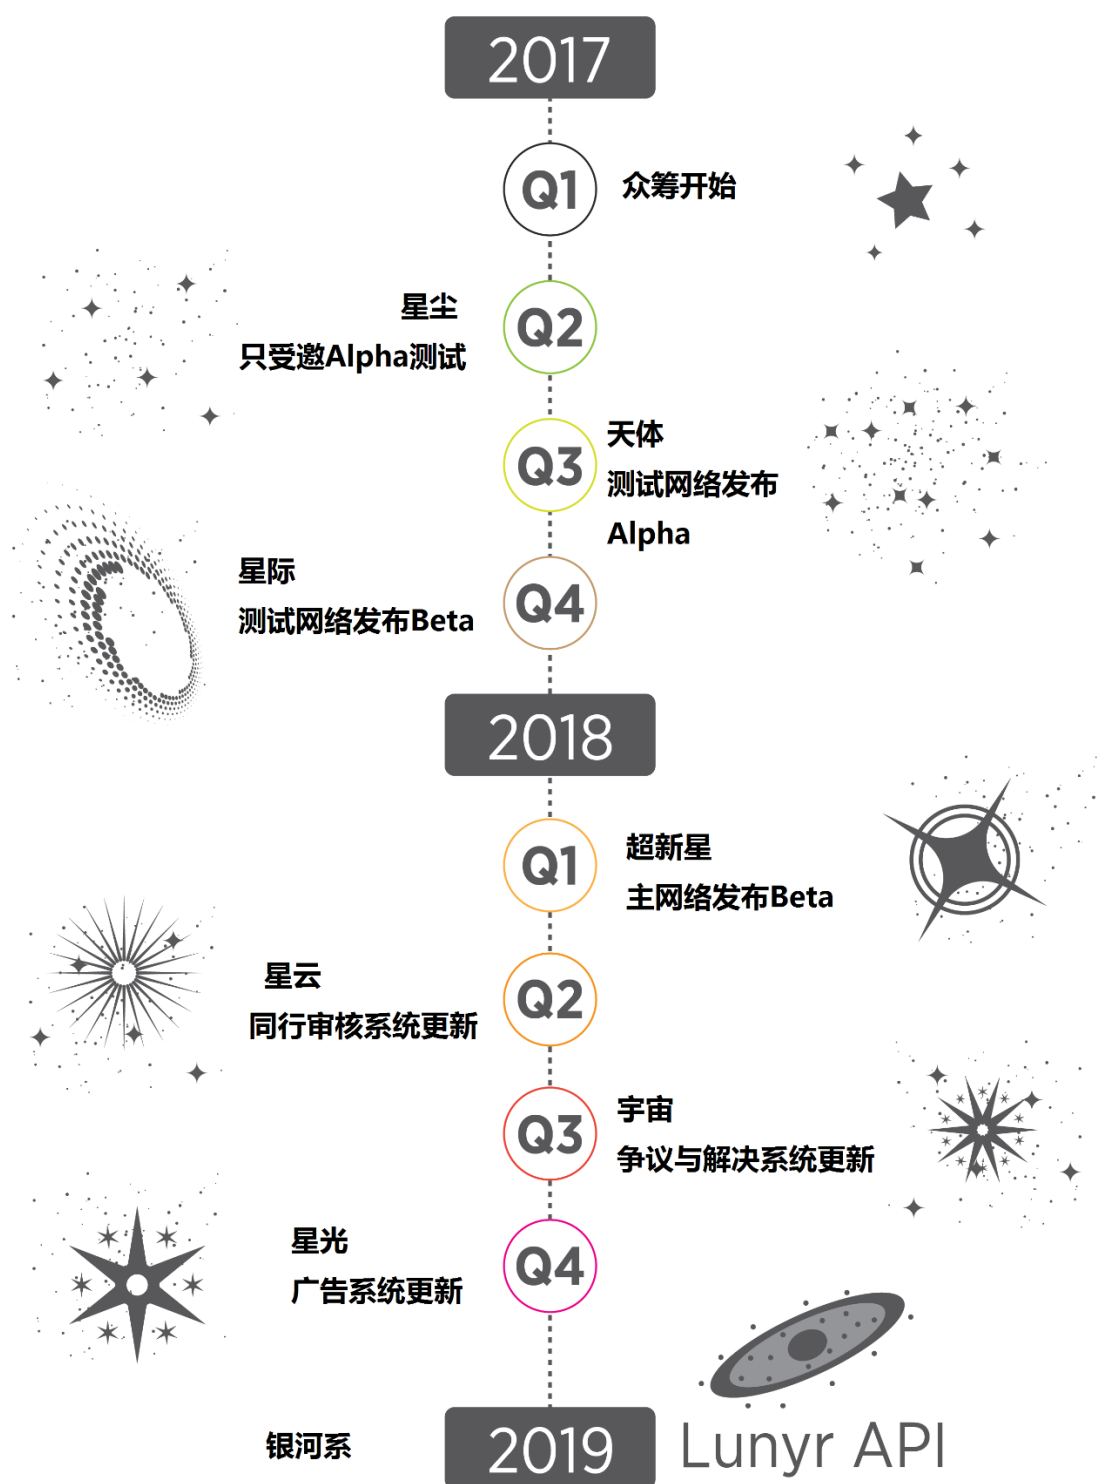 2017
Q1
众筹开始
星尘
只受邀Alpha测试
Q2
Q3
天体
测试网络发布
Alpha
星际
测试网络发布Beta
Q4
2018
Q1
超新星
主网络发布Beta
星云
同行审核系统更新
Q2
Q3
宇宙
争议与解决系统更新
星光
广告系统更新
Q4
银河系
2019
Lunyr API